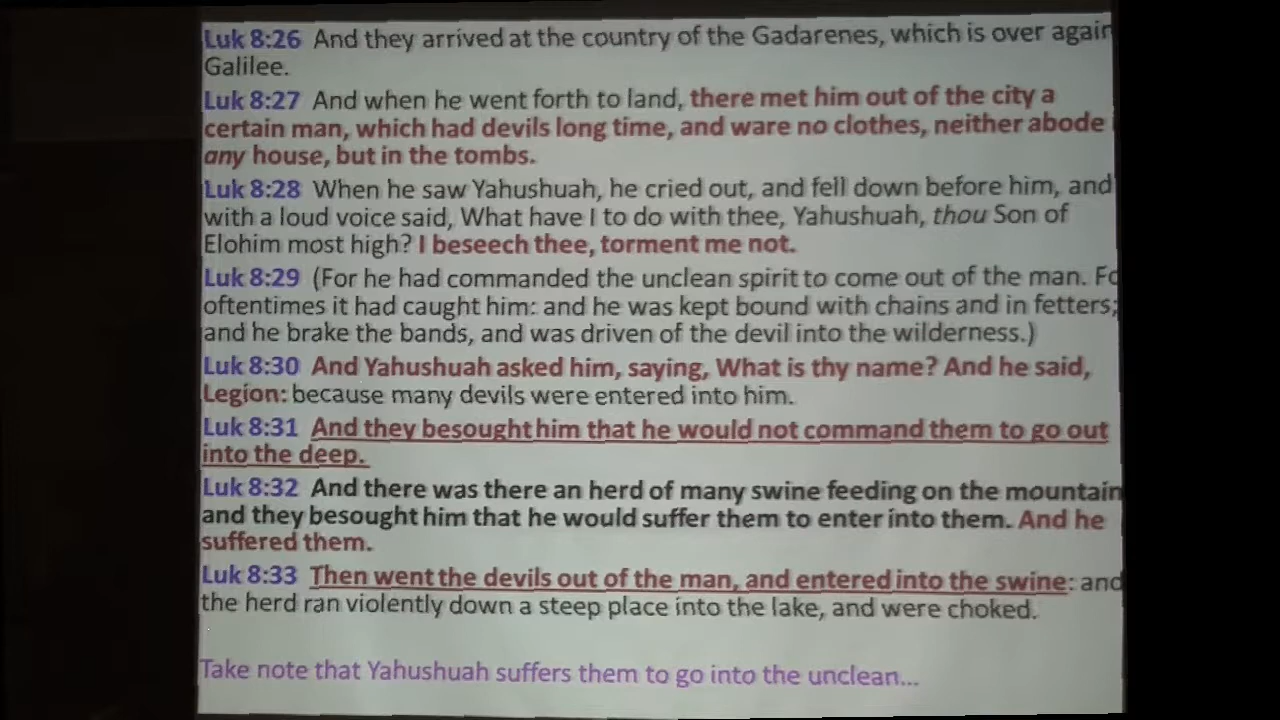 Luk 8:26 And they arrived at the country of the Gadarenes, which is over again
Galilee.
Luk 8:27 And when he went forth to land, there met him out of the city a
certain man, which had devils long time, and ware no clothes, neither abode
any house, but in the tombs.
Luk 8:28 When he saw Yahushuah, he cried out, and fell down before him, and
with a loud voice said, What have I to do with thee, Yahushuah, thou Son of
Elohim most high? I beseech thee, torment me not.
Luk 8:29 (For he had commanded the unclean spirit to come out of the man. Fo
oftentimes it had caught him: and he was kept bound with chains and in fetters;
and he brake the bands, and was driven of the devil into the wilderness.)
Luk 8:30 And Yahushuah asked him, saying, What is thy name? And he said,
Legion: because many devils were entered into him.
Luk 8:31 And they besought him that he would not command them to go out
into the deep.
Luk 8:32 And there was there an herd of many swine feeding on the mountain
and they besought him that he would suffer them to enter into them. And he
suffered them.
Luk 8:33 Then went the devils out of the man, and entered into the swine: and
the herd ran violently down a steep place into the lake, and were choked.
Take note that Yahushuah suffers them to go into the unclean...